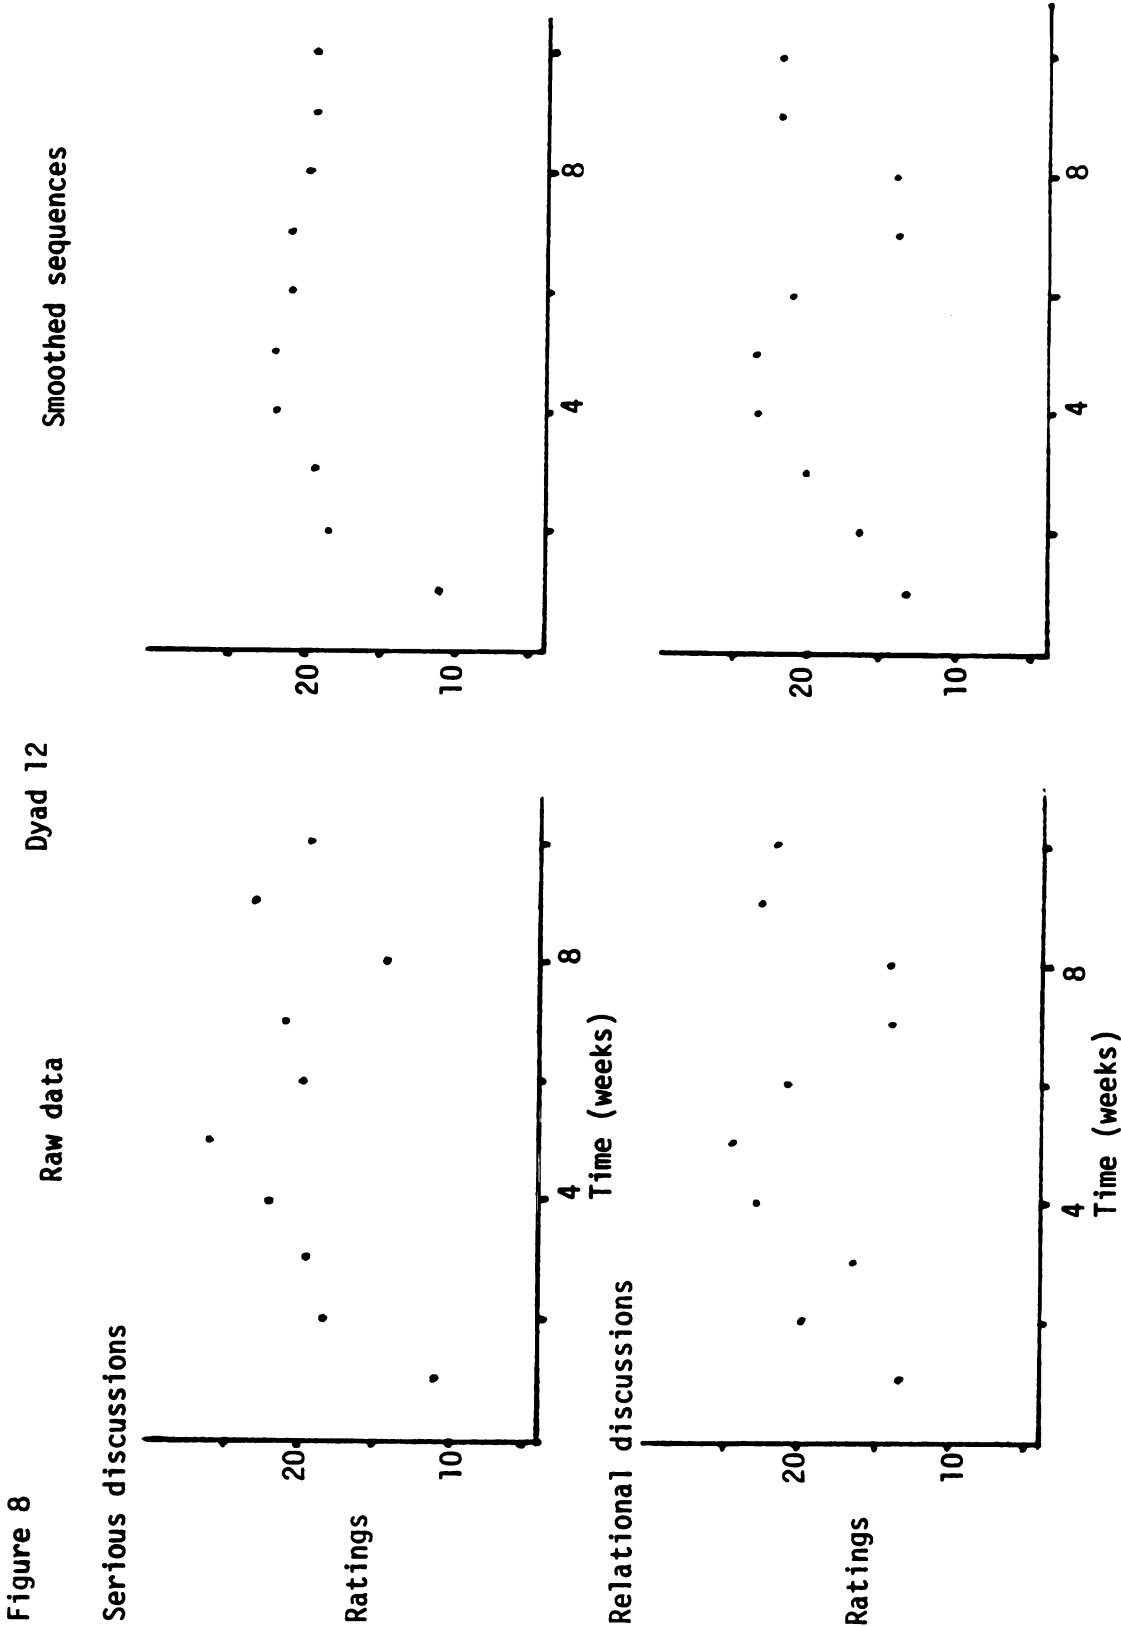 Figure 8
Dyad 12
Raw data
Smoothed sequences
Serious discussions
Ratings
20
10
4
8
Time (weeks)
20
10
4
8
Relational discussions
Ratings
20
10
4
8
Time (weeks)
20
10
4
8